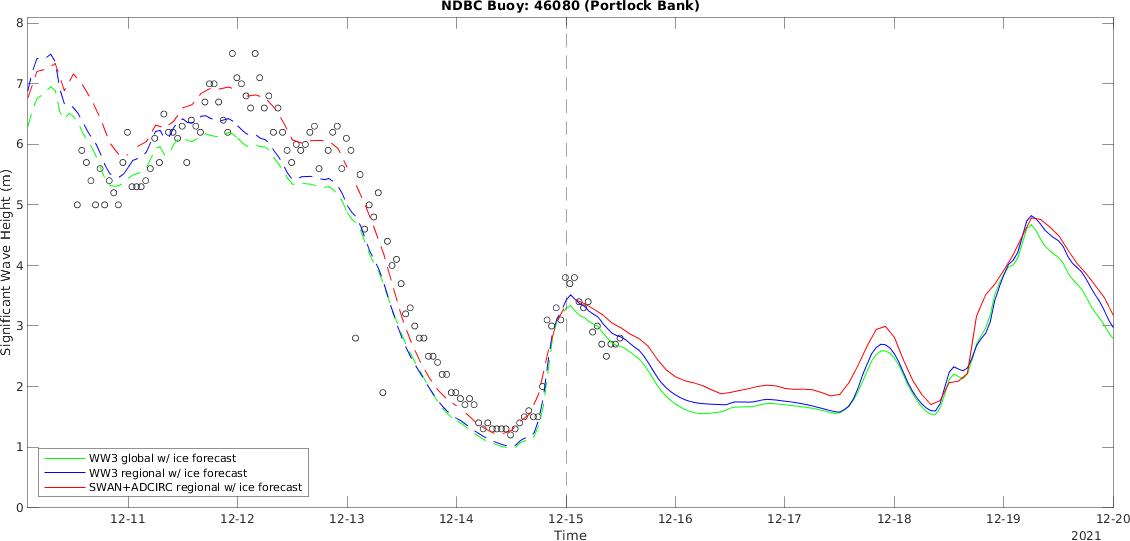 NDBC Buoy: 46080 (Portlock Bank)
Significant Wave Height (m)
8
7
6
5
4
3
2
1
0
WW3 global w/ ice forecast
WW3 regional w/ ice forecast
SWAN+ADCIRC regional w/ ice forecast
12-11 12-12 12-13 12-14 12-15 12-16 12-17 12-18 12-19 12-20
Time
2021